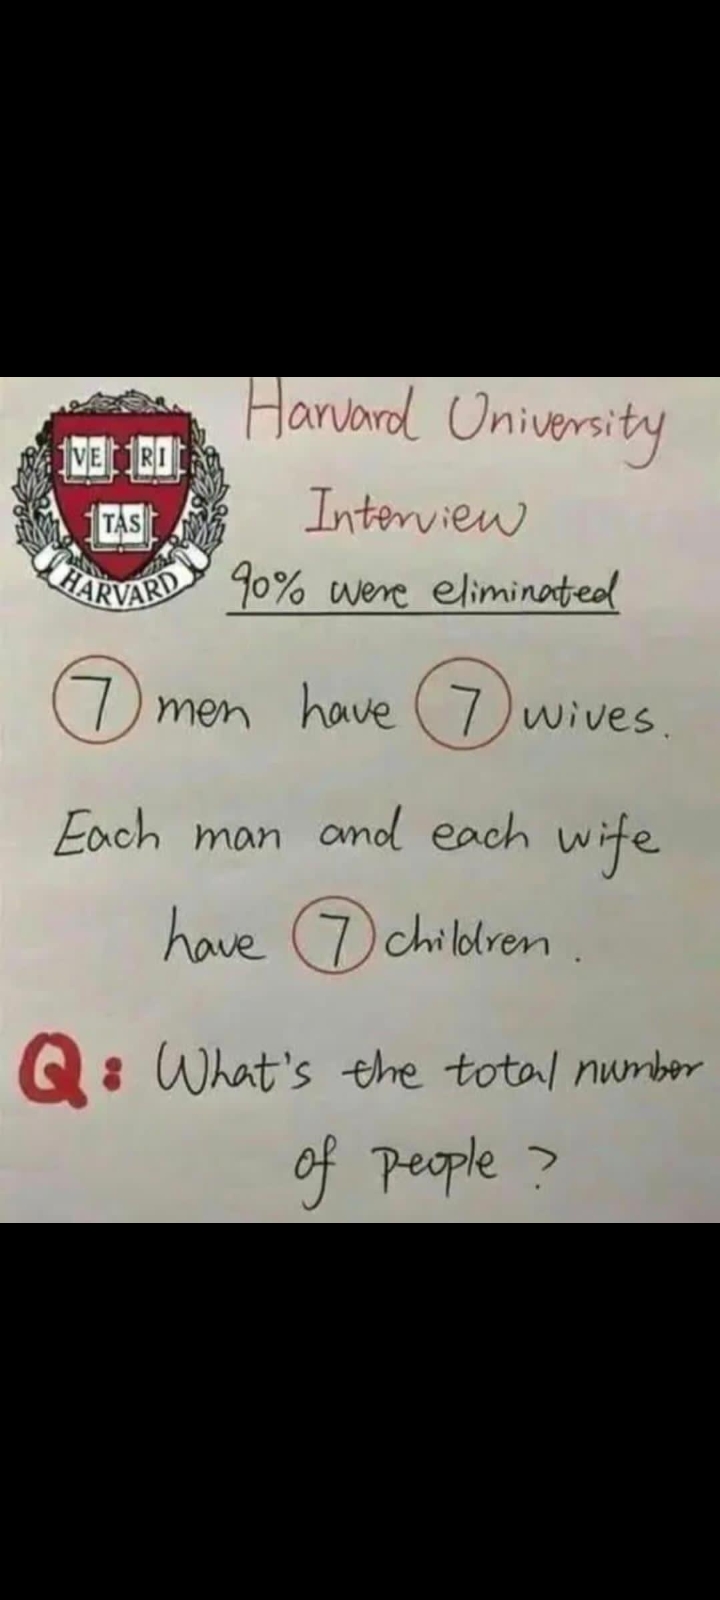 VE RI
TAS
HARVARD
Harvard University
Interview
90% were eliminated
7 men have 7 wives.
Each man and each wife
have 7 children.
Q: What's the total number
of people?